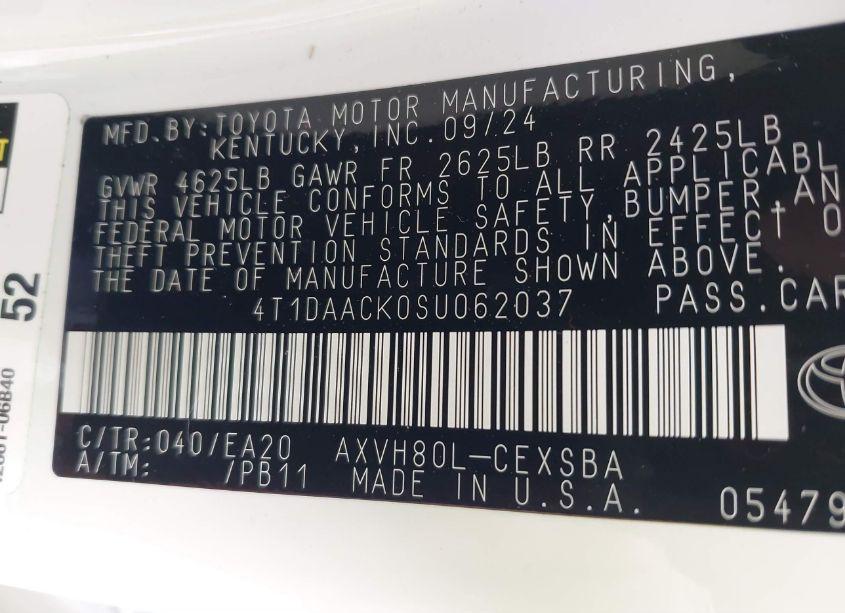 MFD.BY:TOYOTA MOTOR MANUFACTURING,
KENTUCKY,INC.09/24
GVWR 4625LB GAWR FR 2625LB RR 2425LB
THIS VEHICLE CONFORMS TO ALL APPLICABL
FEDERAL MOTOR VEHICLE SAFETY,BUMPER,AN
THEFT PREVENTION STANDARDS IN EFFECT O
THE DATE OF MANUFACTURE SHOWN ABOVE.
4T1DAACK0SU062037 PASS.CAR
C/TR:040/EA20 AXVH80L-CEXSBA
A/TM: /PB11 MADE IN U.S.A. 05479
52